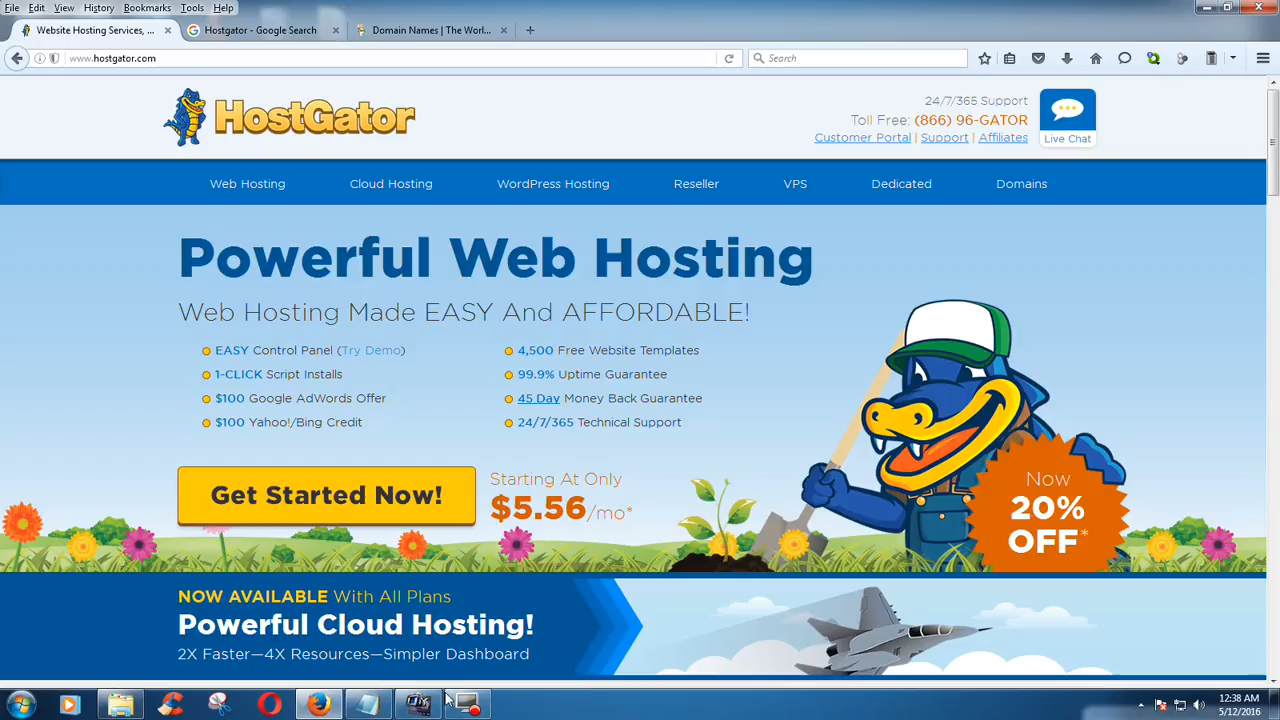 File Edit View History Bookmarks Tools Help
Website Hosting Services, ...
Hostgator - Google Search
Domain Names | The Worl...
www.hostgator.com
Search
HostGator
24/7/365 Support
Toll Free: (866) 96-GATOR
Customer Portal | Support | Affiliates
Live Chat
Web Hosting Cloud Hosting WordPress Hosting Reseller VPS Dedicated Domains
Powerful Web Hosting
Web Hosting Made EASY And AFFORDABLE!
EASY Control Panel (Try Demo)
1-CLICK Script Installs
$100 Google AdWords Offer
$100 Yahoo!/Bing Credit
4,500 Free Website Templates
99.9% Uptime Guarantee
45 Day Money Back Guarantee
24/7/365 Technical Support
Get Started Now!
Starting At Only
$5.56/mo*
Now
20%
OFF*
NOW AVAILABLE With All Plans
Powerful Cloud Hosting!
2X Faster—4X Resources—Simpler Dashboard
12:38 AM
5/12/2016